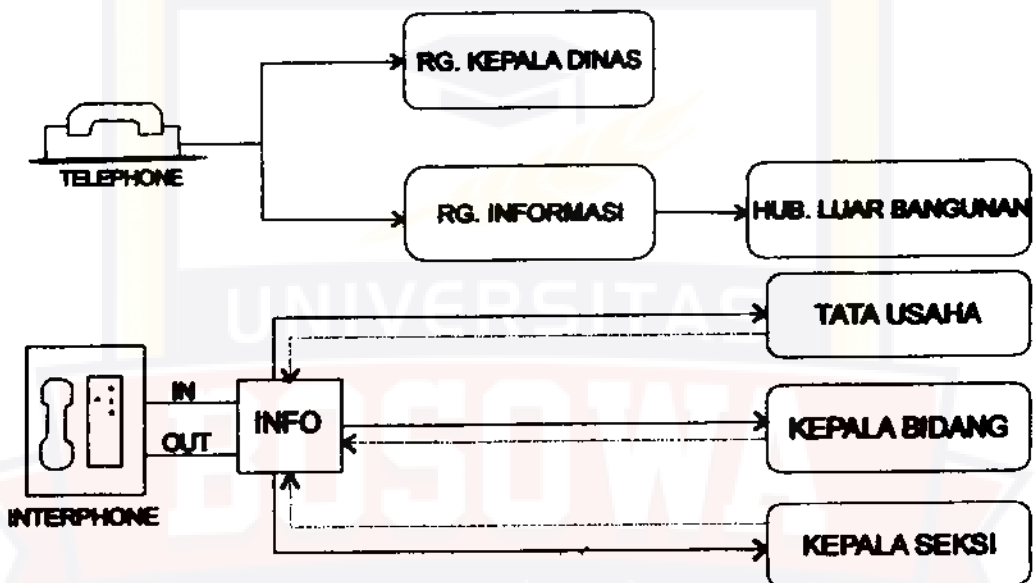 RG. KEPALA DINAS
TELEPHONE
RG. INFORMASI
HUB. LUAR BANGUNAN
UNIVERSITAS
TATA USAHA
IN
INFO
OUT
BOSOWA
KEPALA BIDANG
INTERPHONE
KEPALA SEKSI